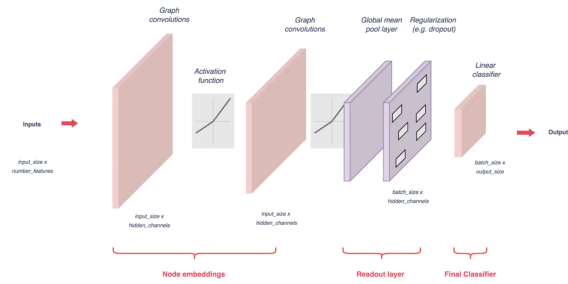 Graph
convolutions
Activation
function
Graph
convolutions
Global mean
pool layer
Regularization
(e.g. dropout)
Linear
classifier
Inputs
Output
input_size x
number_features
input_size x
hidden_channels
input_size x
hidden_channels
batch_size x
hidden_channels
batch_size x
output_size
Node embeddings
Readout layer
Final Classifier